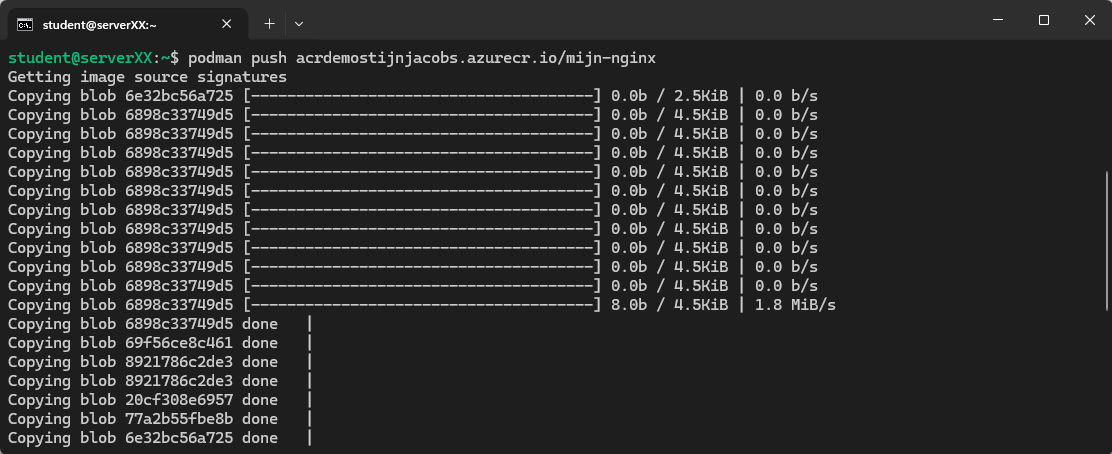 student@serverXX:~
student@serverXX:~$ podman push acrdemostijnjacobs.azurecr.io/mijn-nginx
Getting image source signatures
Copying blob 6e32bc56a725 [--------------------------------------] 0.0b / 2.5KiB | 0.0 b/s
Copying blob 6898c33749d5 [--------------------------------------] 0.0b / 4.5KiB | 0.0 b/s
Copying blob 6898c33749d5 [--------------------------------------] 0.0b / 4.5KiB | 0.0 b/s
Copying blob 6898c33749d5 [--------------------------------------] 0.0b / 4.5KiB | 0.0 b/s
Copying blob 6898c33749d5 [--------------------------------------] 0.0b / 4.5KiB | 0.0 b/s
Copying blob 6898c33749d5 [--------------------------------------] 0.0b / 4.5KiB | 0.0 b/s
Copying blob 6898c33749d5 [--------------------------------------] 0.0b / 4.5KiB | 0.0 b/s
Copying blob 6898c33749d5 [--------------------------------------] 0.0b / 4.5KiB | 0.0 b/s
Copying blob 6898c33749d5 [--------------------------------------] 0.0b / 4.5KiB | 0.0 b/s
Copying blob 6898c33749d5 [--------------------------------------] 0.0b / 4.5KiB | 0.0 b/s
Copying blob 6898c33749d5 [--------------------------------------] 0.0b / 4.5KiB | 0.0 b/s
Copying blob 6898c33749d5 [--------------------------------------] 8.0b / 4.5KiB | 1.8 MiB/s
Copying blob 6898c33749d5 done   |
Copying blob 69f56ce8c461 done   |
Copying blob 8921786c2de3 done   |
Copying blob 8921786c2de3 done   |
Copying blob 20cf308e6957 done   |
Copying blob 77a2b55fbe8b done   |
Copying blob 6e32bc56a725 done   |